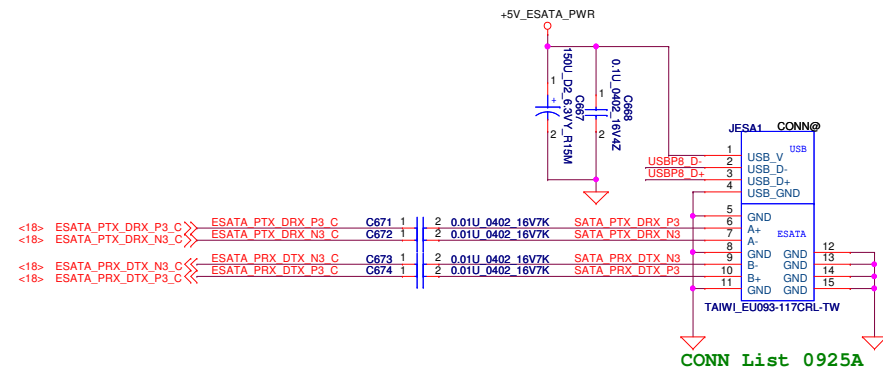 +5V_ESATA_PWR
1
2
150U_D2_6.3VY_R15M
C667
1
2
0.1U_0402_16V4Z
C668
JESA1 CONN@
1 USB_V USB
USBP8_D- 2 USB_D-
USBP8_D+ 3 USB_D+
4 USB_GND
5 GND
<18> ESATA_PTX_DRX_P3_C ESATA_PTX_DRX_P3_C C671 1 2 0.01U_0402_16V7K SATA_PTX_DRX_P3 6 A+
<18> ESATA_PTX_DRX_N3_C ESATA_PTX_DRX_N3_C C672 1 2 0.01U_0402_16V7K SATA_PTX_DRX_N3 7 A- ESATA
8 GND GND 12
<18> ESATA_PRX_DTX_N3_C ESATA_PRX_DTX_N3_C C673 1 2 0.01U_0402_16V7K SATA_PRX_DTX_N3 9 B- GND 13
<18> ESATA_PRX_DTX_P3_C ESATA_PRX_DTX_P3_C C674 1 2 0.01U_0402_16V7K SATA_PRX_DTX_P3 10 B+ GND 14
11 GND GND 15
TAIWI_EU093-117CRL-TW
CONN List 0925A